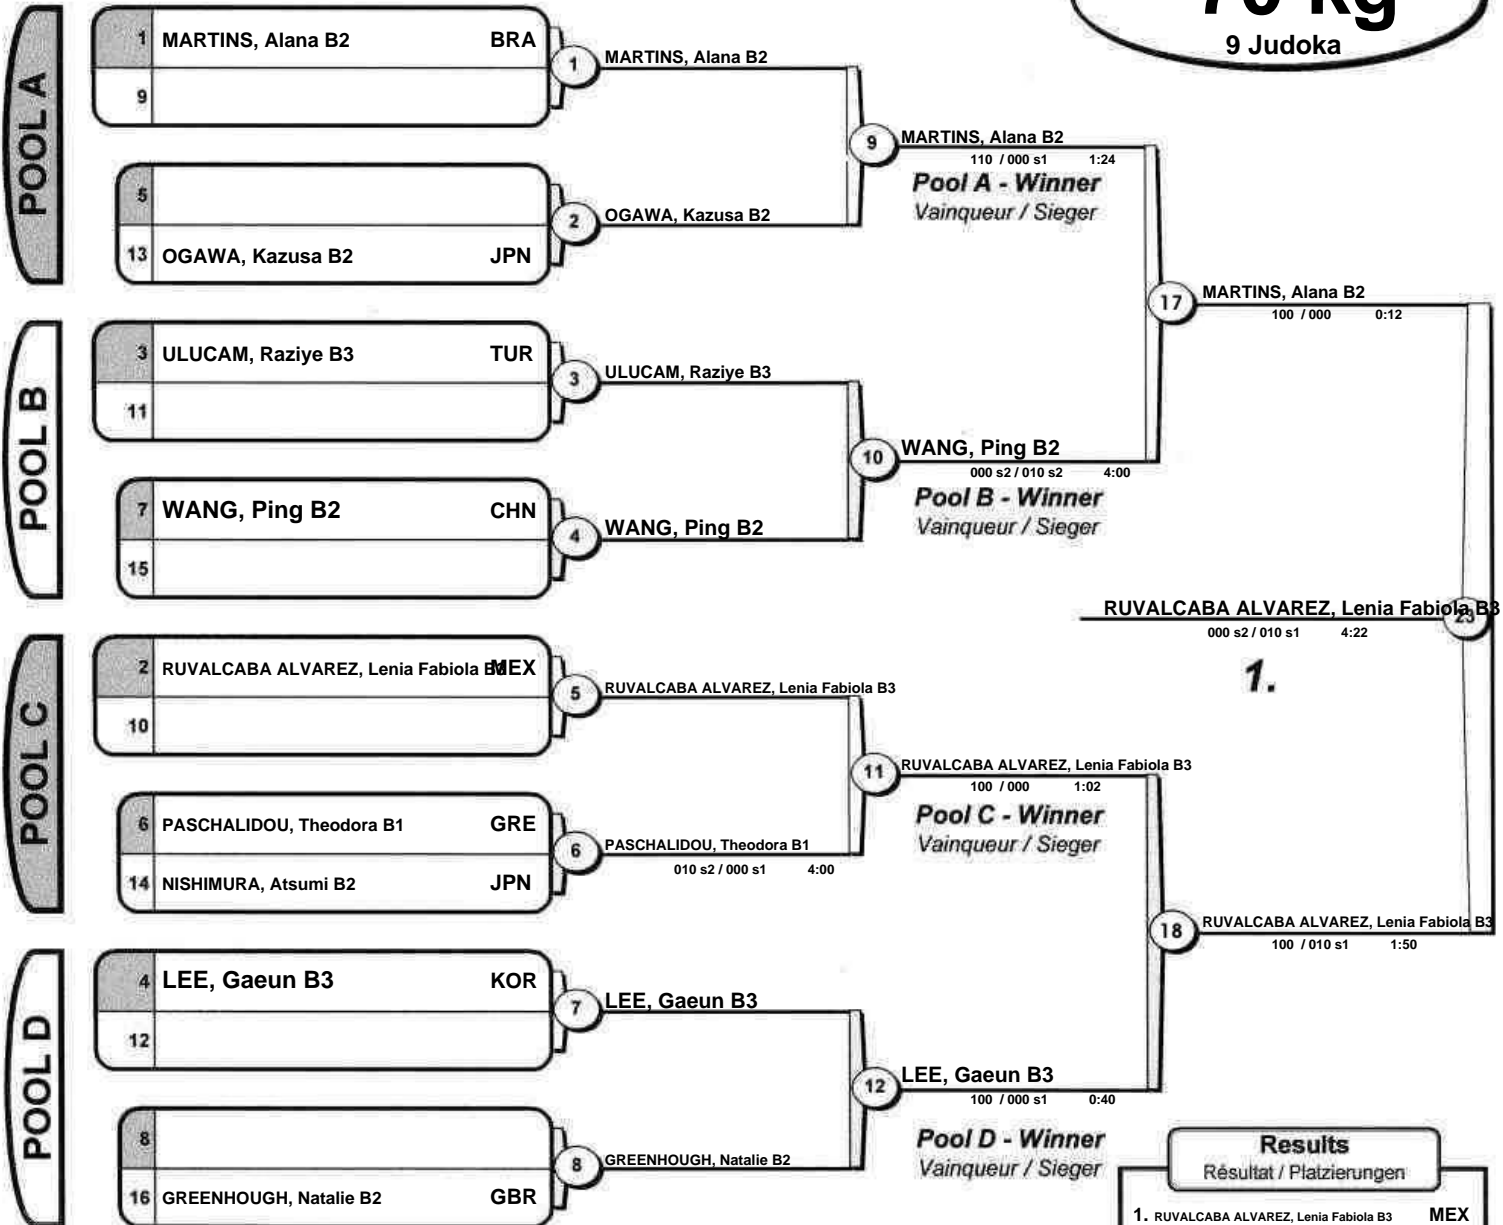 70 kg
9 Judoka
POOL A
1 MARTINS, Alana B2 BRA
9
5
13 OGAWA, Kazusa B2 JPN
1 MARTINS, Alana B2
2 OGAWA, Kazusa B2
9 MARTINS, Alana B2
110 / 000 s1 1:24
Pool A - Winner
Vainqueur / Sieger
POOL B
3 ULUCAM, Raziye B3 TUR
11
7 WANG, Ping B2 CHN
15
3 ULUCAM, Raziye B3
4 WANG, Ping B2
10 WANG, Ping B2
000 s2 / 010 s2 4:00
Pool B - Winner
Vainqueur / Sieger
17 MARTINS, Alana B2
100 / 000 0:12
POOL C
2 RUVALCABA ALVAREZ, Lenia Fabiola B3 MEX
10
6 PASCHALIDOU, Theodora B1 GRE
14 NISHIMURA, Atsumi B2 JPN
5 RUVALCABA ALVAREZ, Lenia Fabiola B3
6 PASCHALIDOU, Theodora B1
010 s2 / 000 s1 4:00
11 RUVALCABA ALVAREZ, Lenia Fabiola B3
100 / 000 1:02
Pool C - Winner
Vainqueur / Sieger
POOL D
4 LEE, Gaeun B3 KOR
12
8
16 GREENHOUGH, Natalie B2 GBR
7 LEE, Gaeun B3
8 GREENHOUGH, Natalie B2
12 LEE, Gaeun B3
100 / 000 s1 0:40
Pool D - Winner
Vainqueur / Sieger
18 RUVALCABA ALVAREZ, Lenia Fabiola B3
100 / 010 s1 1:50
RUVALCABA ALVAREZ, Lenia Fabiola B3 23
000 s2 / 010 s1 4:22
1.
Results
Résultat / Platzierungen
1. RUVALCABA ALVAREZ, Lenia Fabiola B3 MEX